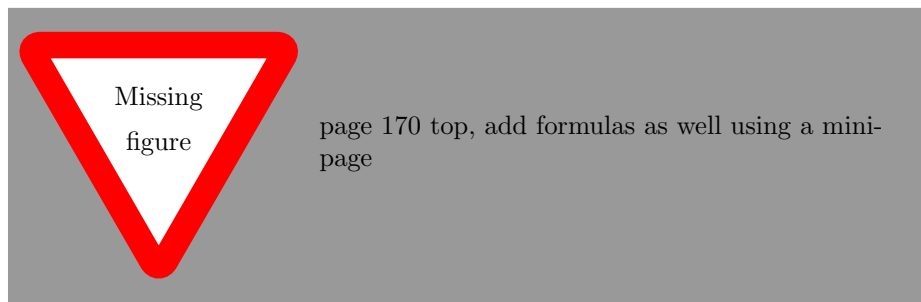 Missing
figure
page 170 top, add formulas as well using a mini-
page